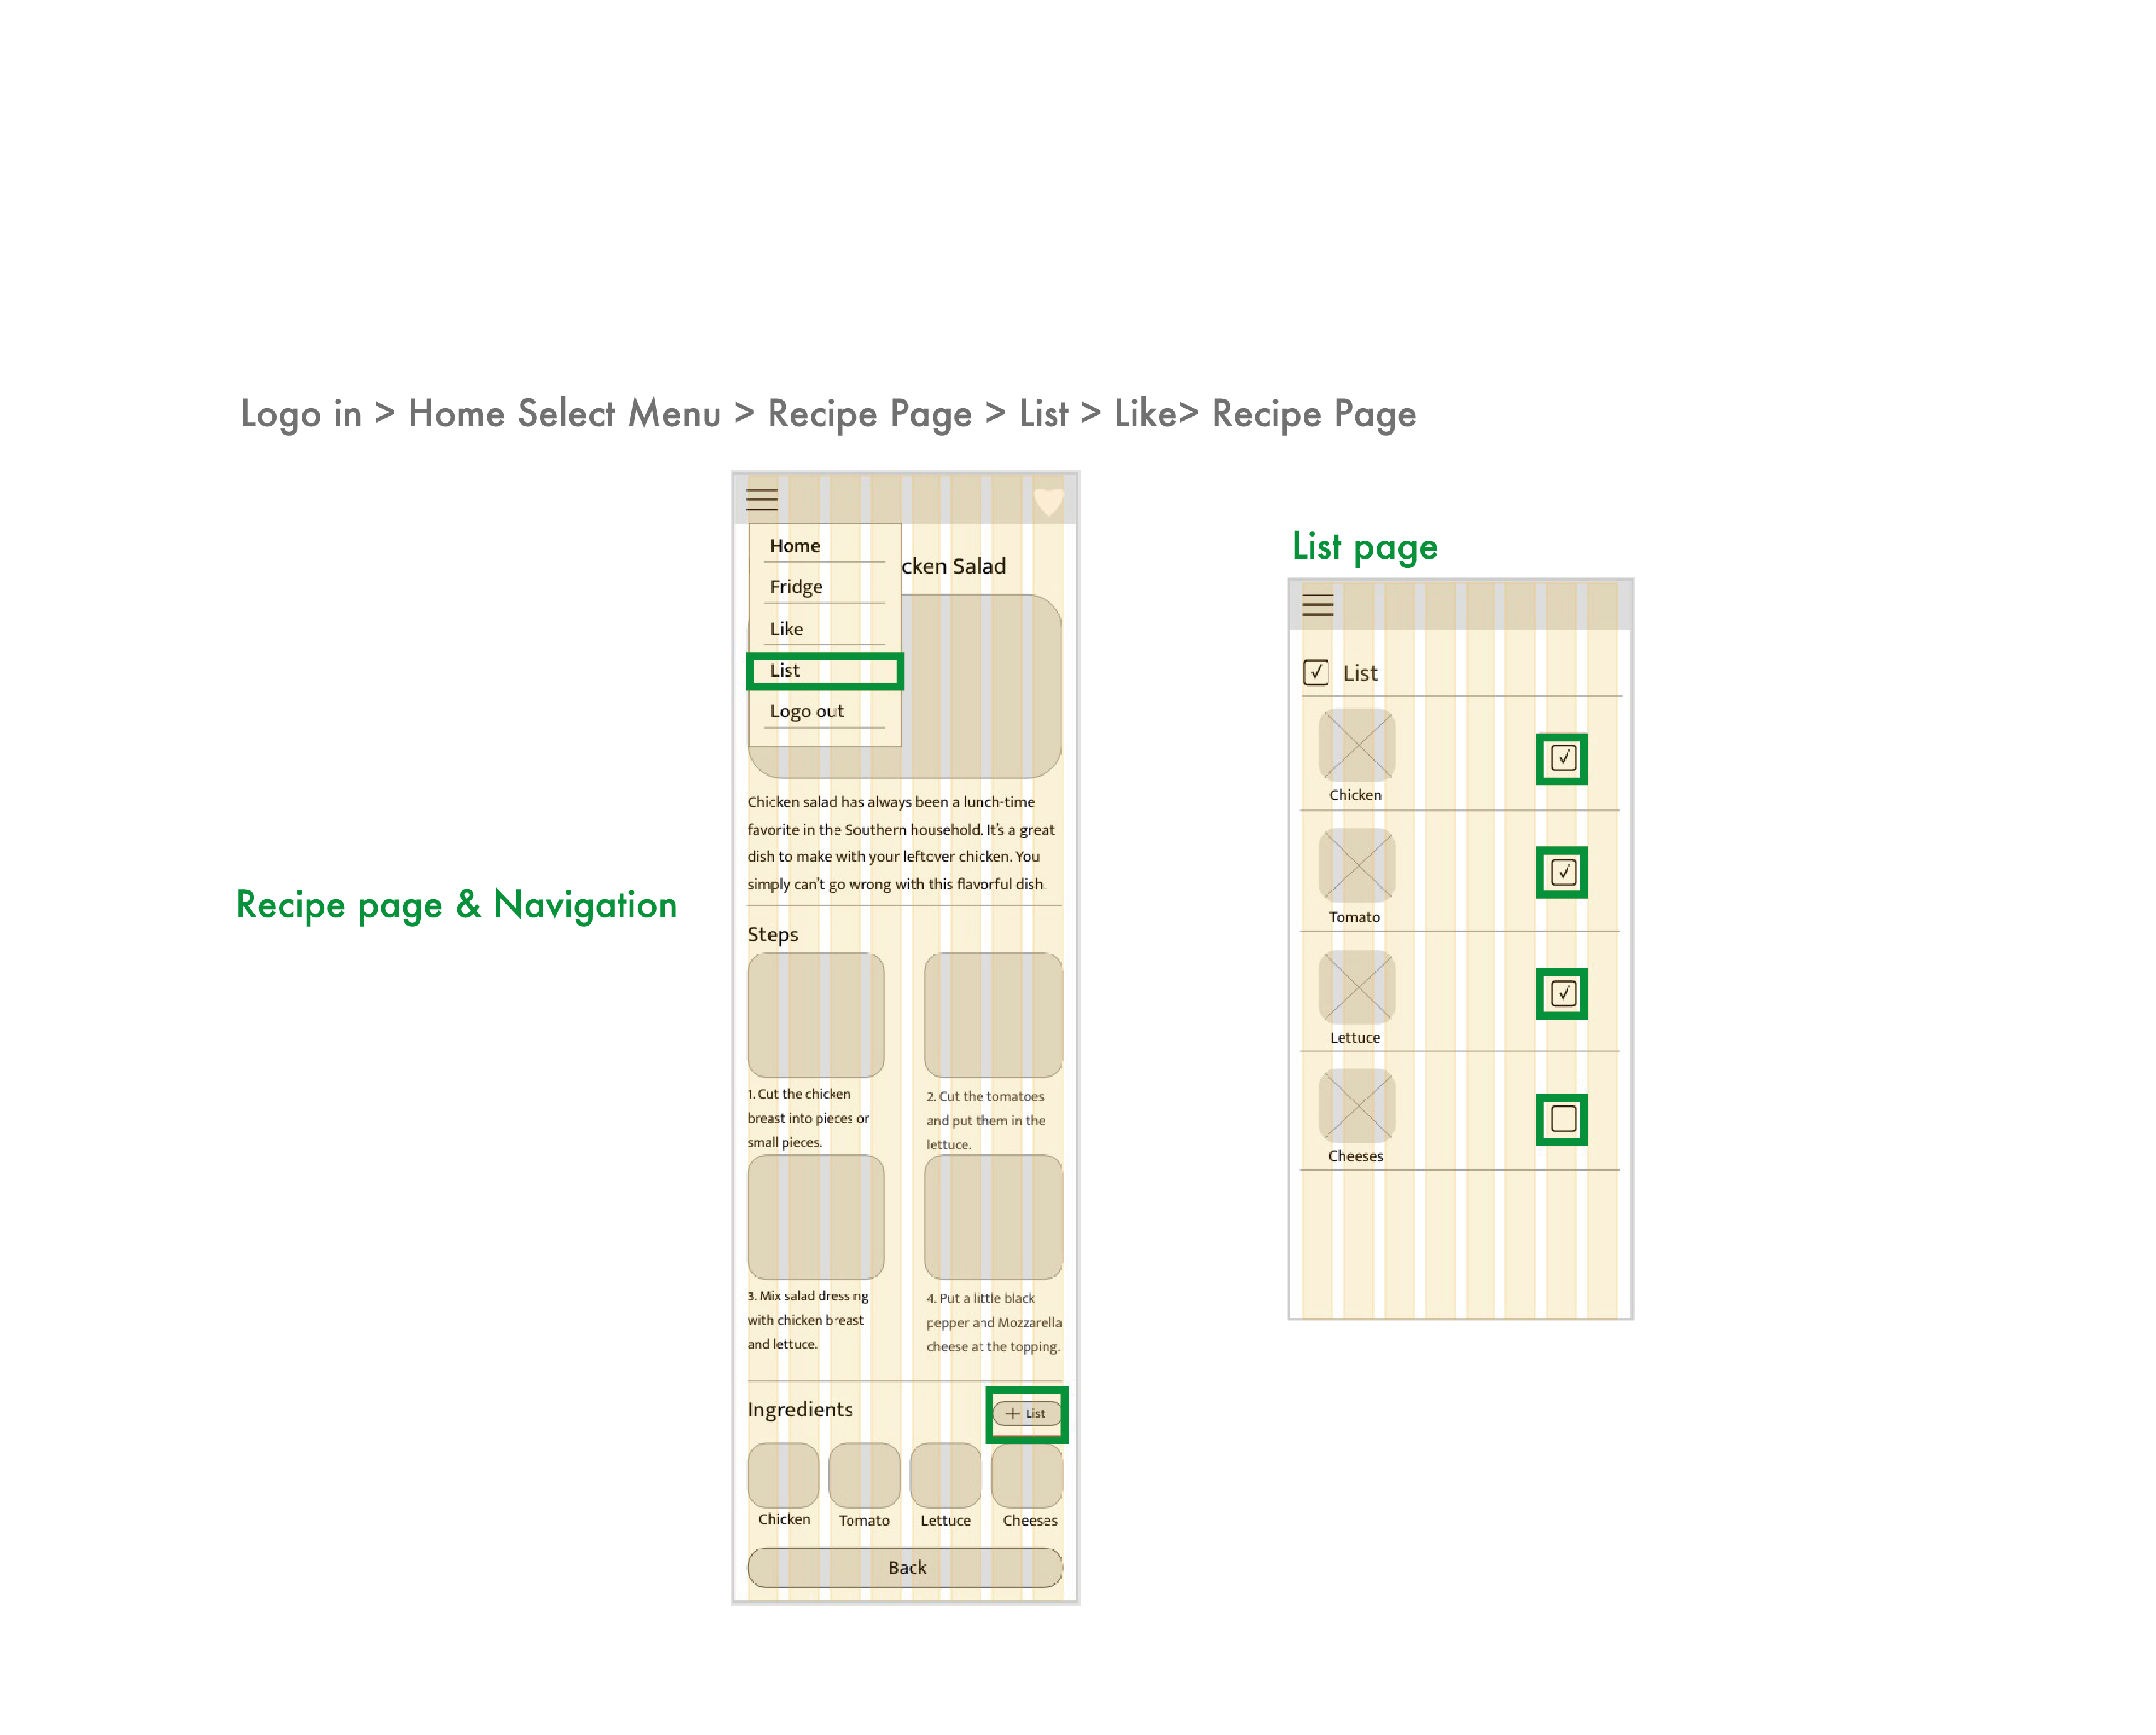 Logo in > Home Select Menu > Recipe Page > List > Like> Recipe Page
Recipe page & Navigation
Home
Fridge
Like
List
Logo out
cken Salad
Chicken salad has always been a lunch-time
favorite in the Southern household. It's a great
dish to make with your leftover chicken. You
simply can't go wrong with this flavorful dish.
Steps
1. Cut the chicken
breast into pieces or
small pieces.
2. Cut the tomatoes
and put them in the
lettuce.
3. Mix salad dressing
with chicken breast
and lettuce.
4. Put a little black
pepper and Mozzarella
cheese at the topping.
Ingredients
+ List
Chicken
Tomato
Lettuce
Cheeses
Back
List page
List
Chicken
Tomato
Lettuce
Cheeses